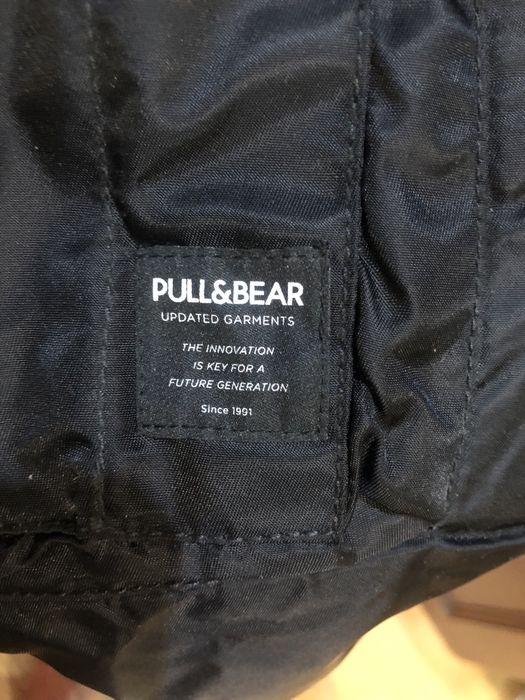 PULL&BEAR
UPDATED GARMENTS
THE INNOVATION
IS KEY FOR A
FUTURE GENERATION
Since 1991